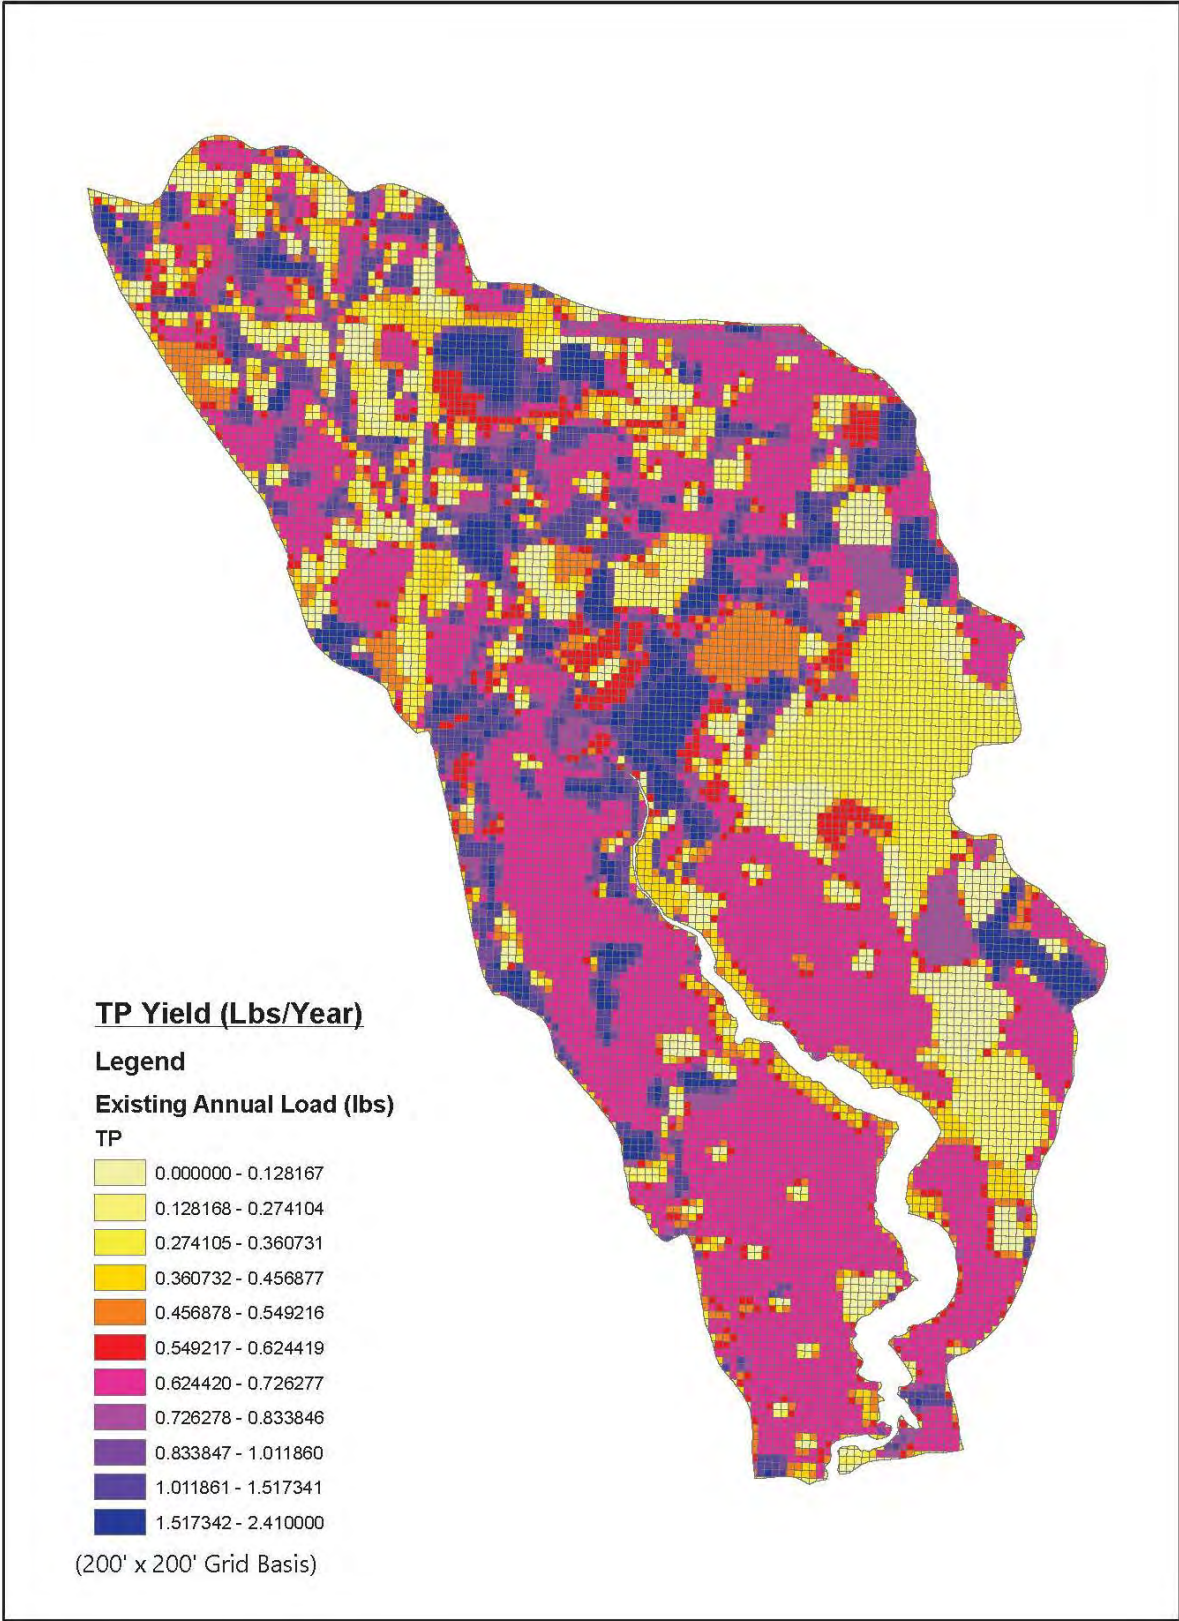 TP Yield (Lbs/Year)
Legend
Existing Annual Load (lbs)
TP
0.000000 - 0.128167
0.128168 - 0.274104
0.274105 - 0.360731
0.360732 - 0.456877
0.456878 - 0.549216
0.549217 - 0.624419
0.624420 - 0.726277
0.726278 - 0.833846
0.833847 - 1.011860
1.011861 - 1.517341
1.517342 - 2.410000
(200' x 200' Grid Basis)